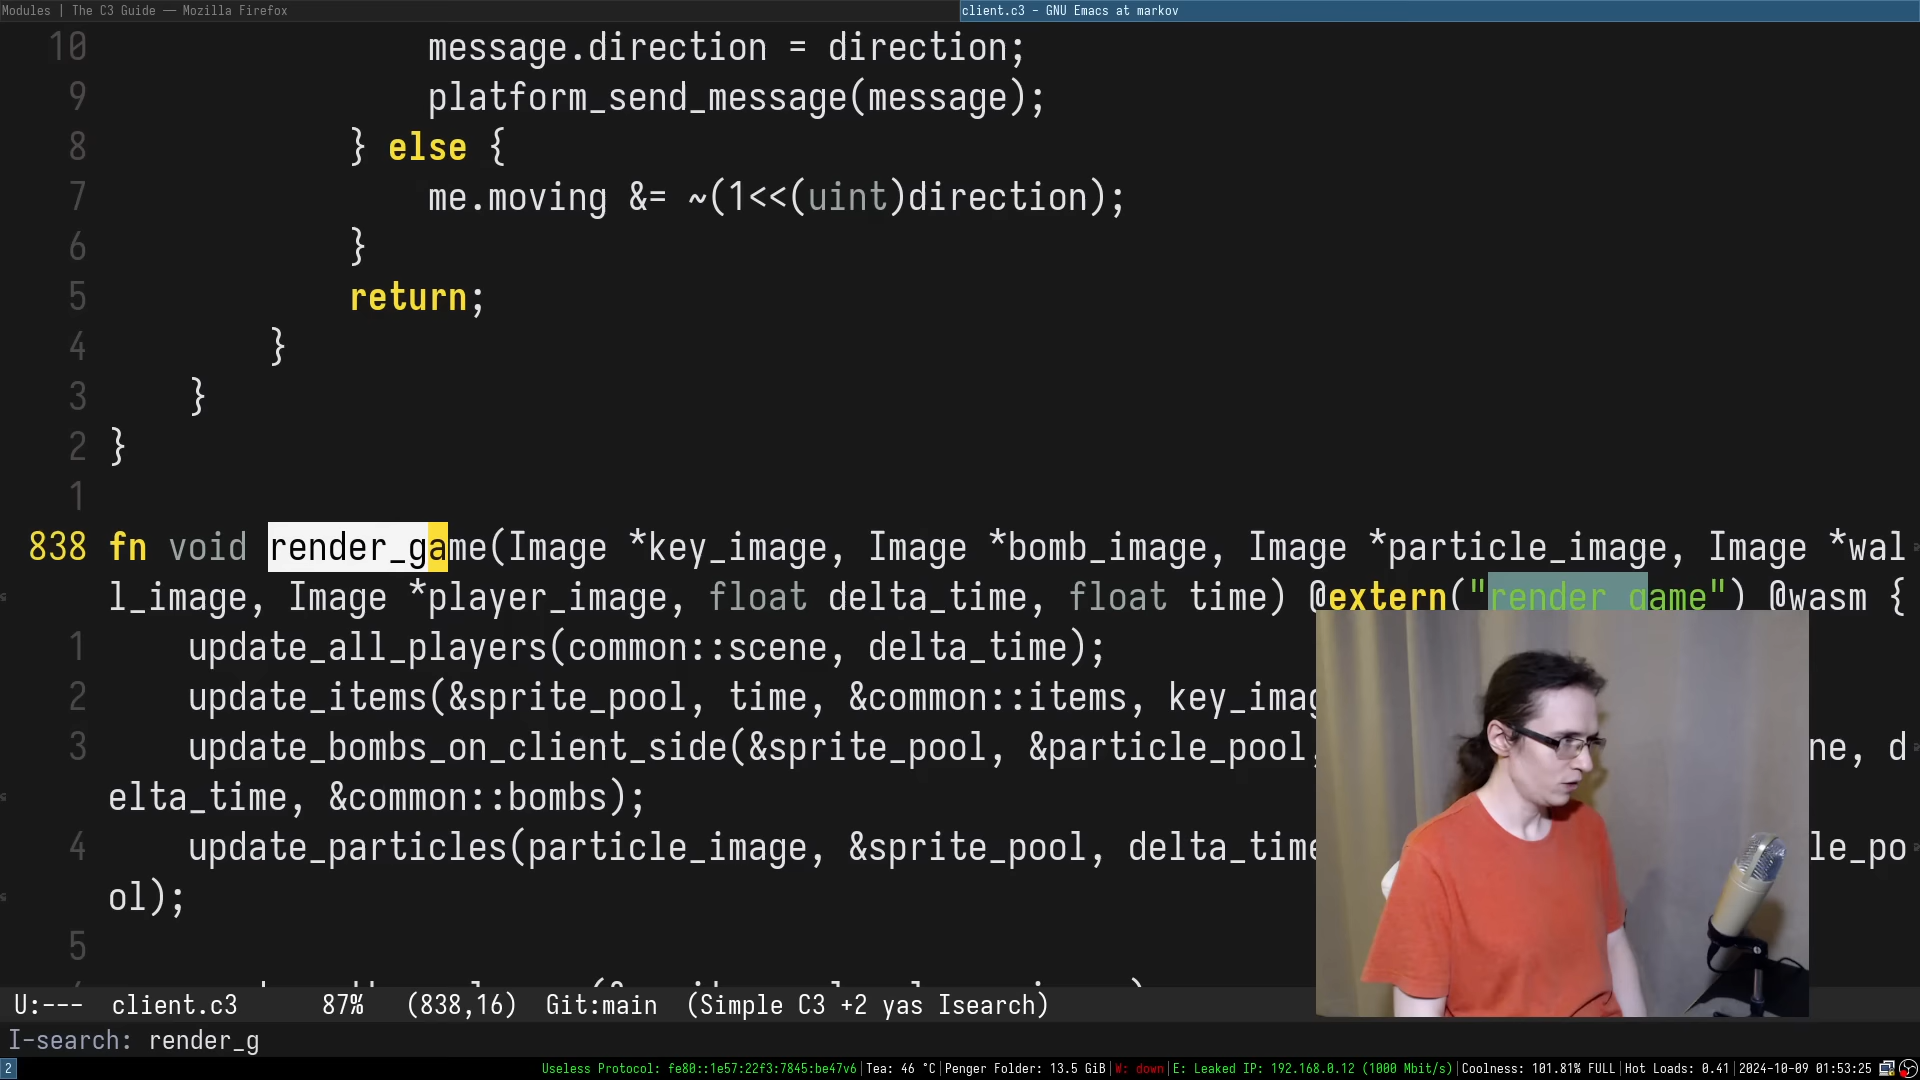 Modules | The C3 Guide — Mozilla Firefox
client.c3 - GNU Emacs at markov
10 message.direction = direction;
9 platform_send_message(message);
8 } else {
7 me.moving &= ~(1<<(uint)direction);
6 }
5 return;
4 }
3 }
2 }
1
838 fn void render_game(Image *key_image, Image *bomb_image, Image *particle_image, Image *wal
l_image, Image *player_image, float delta_time, float time) @extern("render_game") @wasm {
1 update_all_players(common::scene, delta_time);
2 update_items(&sprite_pool, time, &common::items, key_imag
3 update_bombs_on_client_side(&sprite_pool, &particle_pool, ne, d
elta_time, &common::bombs);
4 update_particles(particle_image, &sprite_pool, delta_time le_po
ol);
5
U:--- client.c3 87% (838,16) Git:main (Simple C3 +2 yas Isearch)
I-search: render_g
2 Useless Protocol: fe80::1e57:22f3:7845:be47v6|Tea: 46 °C|Penger Folder: 13.5 GiB|W: down|E: Leaked IP: 192.168.0.12 (1000 Mbit/s)|Coolness: 101.81% FULL|Hot Loads: 0.41|2024-10-09 01:53:25